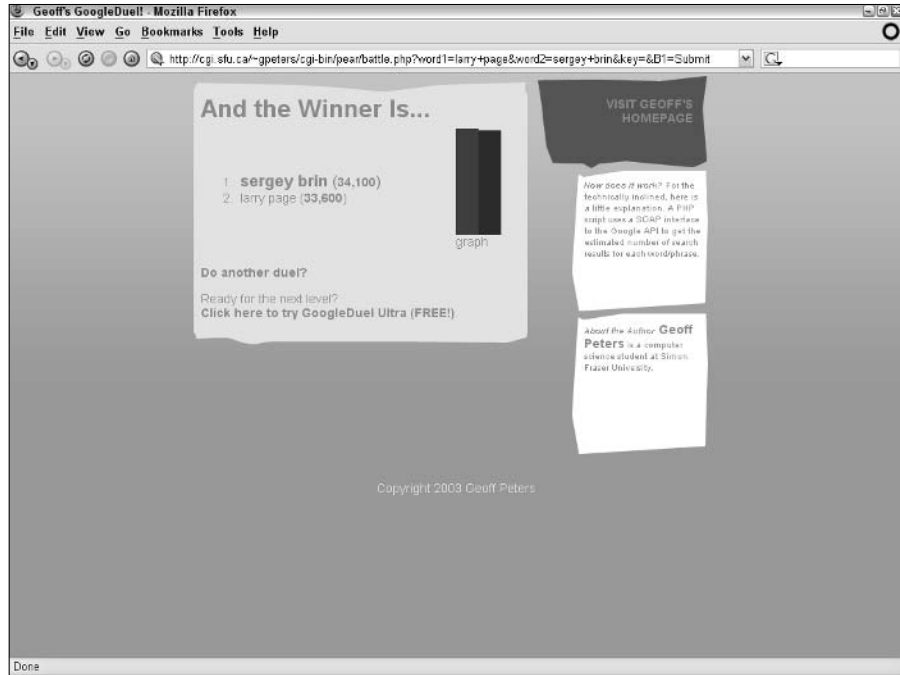 Geoff's GoogleDuel! - Mozilla Firefox
File Edit View Go Bookmarks Tools Help
http://cgi.sfu.ca/~gpeters/cgi-bin/pear/battle.php?word1=larry+page&word2=sergey+brin&key=&B1=Submit
And the Winner Is...
1. sergey brin (34,100)
2. larry page (33,600)
graph
Do another duel?
Ready for the next level?
Click here to try GoogleDuel Ultra (FREE!)
VISIT GEOFF'S
HOMEPAGE
How does it work? For the
technically inclined, here is
a little explanation. A PHP
script uses a SOAP interface
to the Google API to get the
estimated number of search
results for each word/phrase.
About the Author: Geoff
Peters is a computer
science student at Simon
Fraser University.
Copyright 2003 Geoff Peters
Done